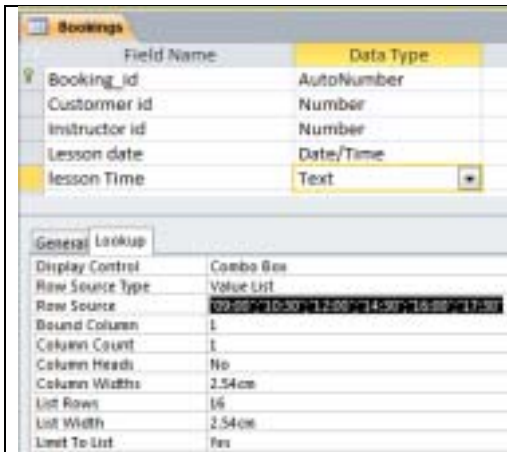 Bookings
Field Name Data Type
Booking_id AutoNumber
Custormer id Number
Instructor id Number
Lesson date Date/Time
lesson Time Text
General Lookup
Display Control Combo Box
Row Source Type Value List
Row Source "09:00";"10:30";"12:00";"14:30";"16:00";"17:30"
Bound Column 1
Column Count 1
Column Heads No
Column Widths 2.54cm
List Rows 16
List Width 2.54cm
Limit To List Yes